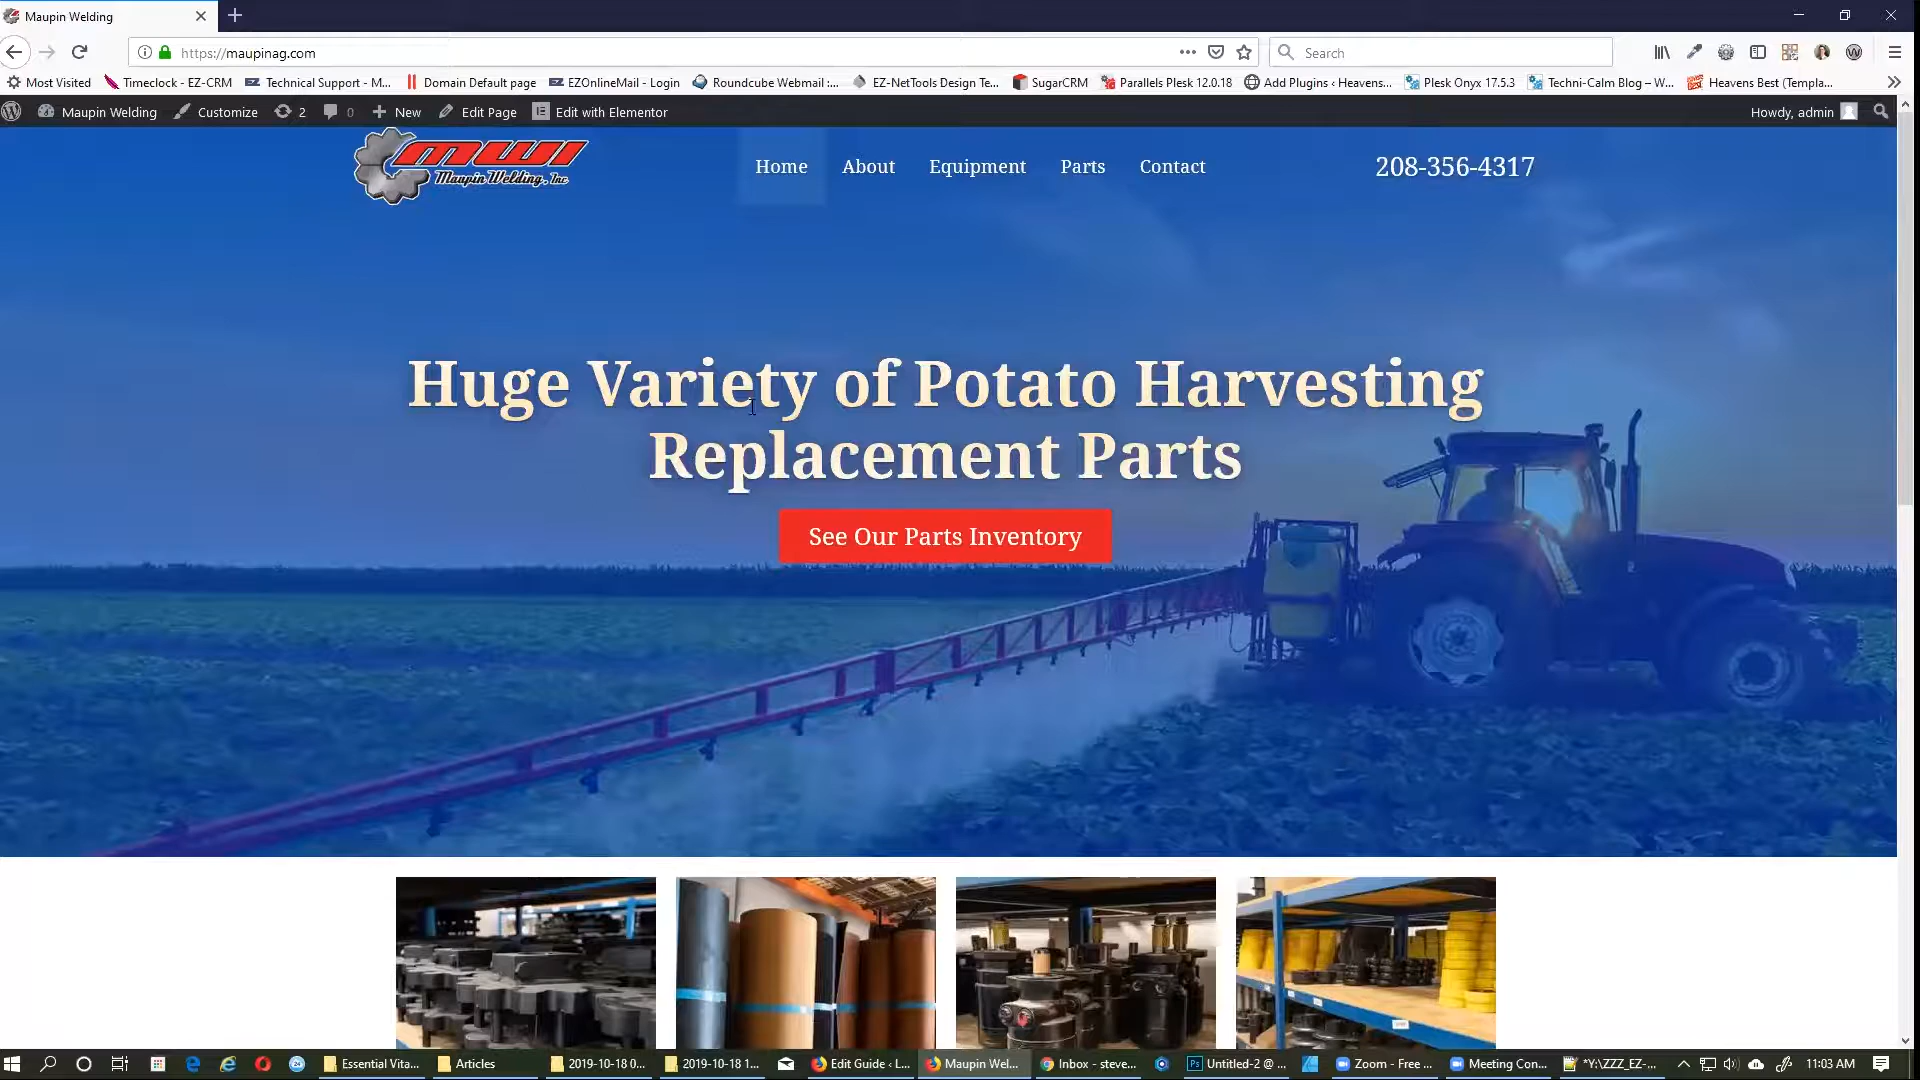 Maupin Welding
https://maupinag.com
Search
Most Visited
Timeclock - EZ-CRM
Technical Support - M...
Domain Default page
EZOnlineMail - Login
Roundcube Webmail :...
EZ-NetTools Design Te...
SugarCRM
Parallels Plesk 12.0.18
Add Plugins ‹ Heavens...
Plesk Onyx 17.5.3
Techni-Calm Blog – W...
Heavens Best (Templa...
Maupin Welding
Customize
2
0
New
Edit Page
Edit with Elementor
Howdy, admin
MWI
Maupin Welding, Inc
Home
About
Equipment
Parts
Contact
208-356-4317
Huge Variety of Potato Harvesting
Replacement Parts
See Our Parts Inventory
Essential Vita...
Articles
2019-10-18 0...
2019-10-18 1...
Edit Guide ‹ L...
Maupin Wel...
Inbox - steve...
Untitled-2 @ ...
Zoom - Free ...
Meeting Con...
*Y:\ZZZ_EZ-...
11:03 AM